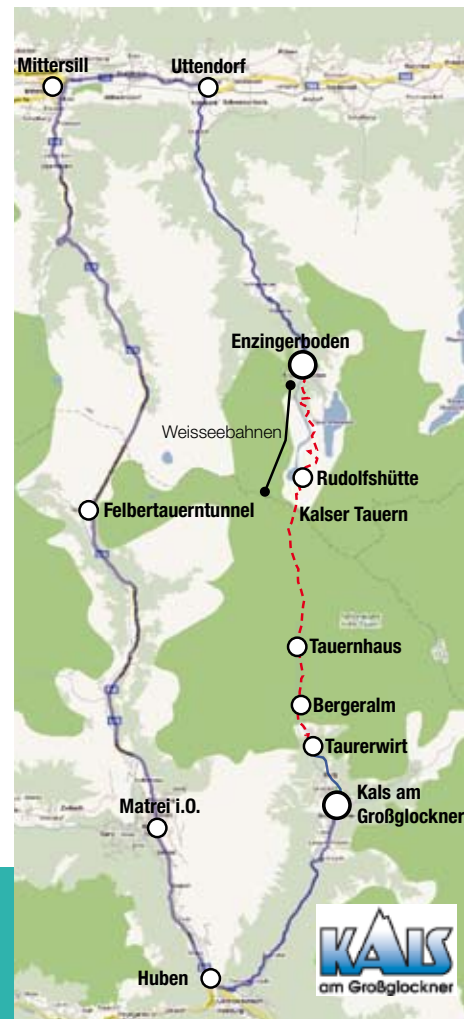 Mittersill
Uttendorf
Enzingerboden
Weisseebahnen
Rudolfshütte
Felbertauerntunnel
Kalser Tauern
Tauernhaus
Bergeralm
Taurerwirt
Kals am
Großglockner
Matrei i.O.
Huben
KALS
am Großglockner